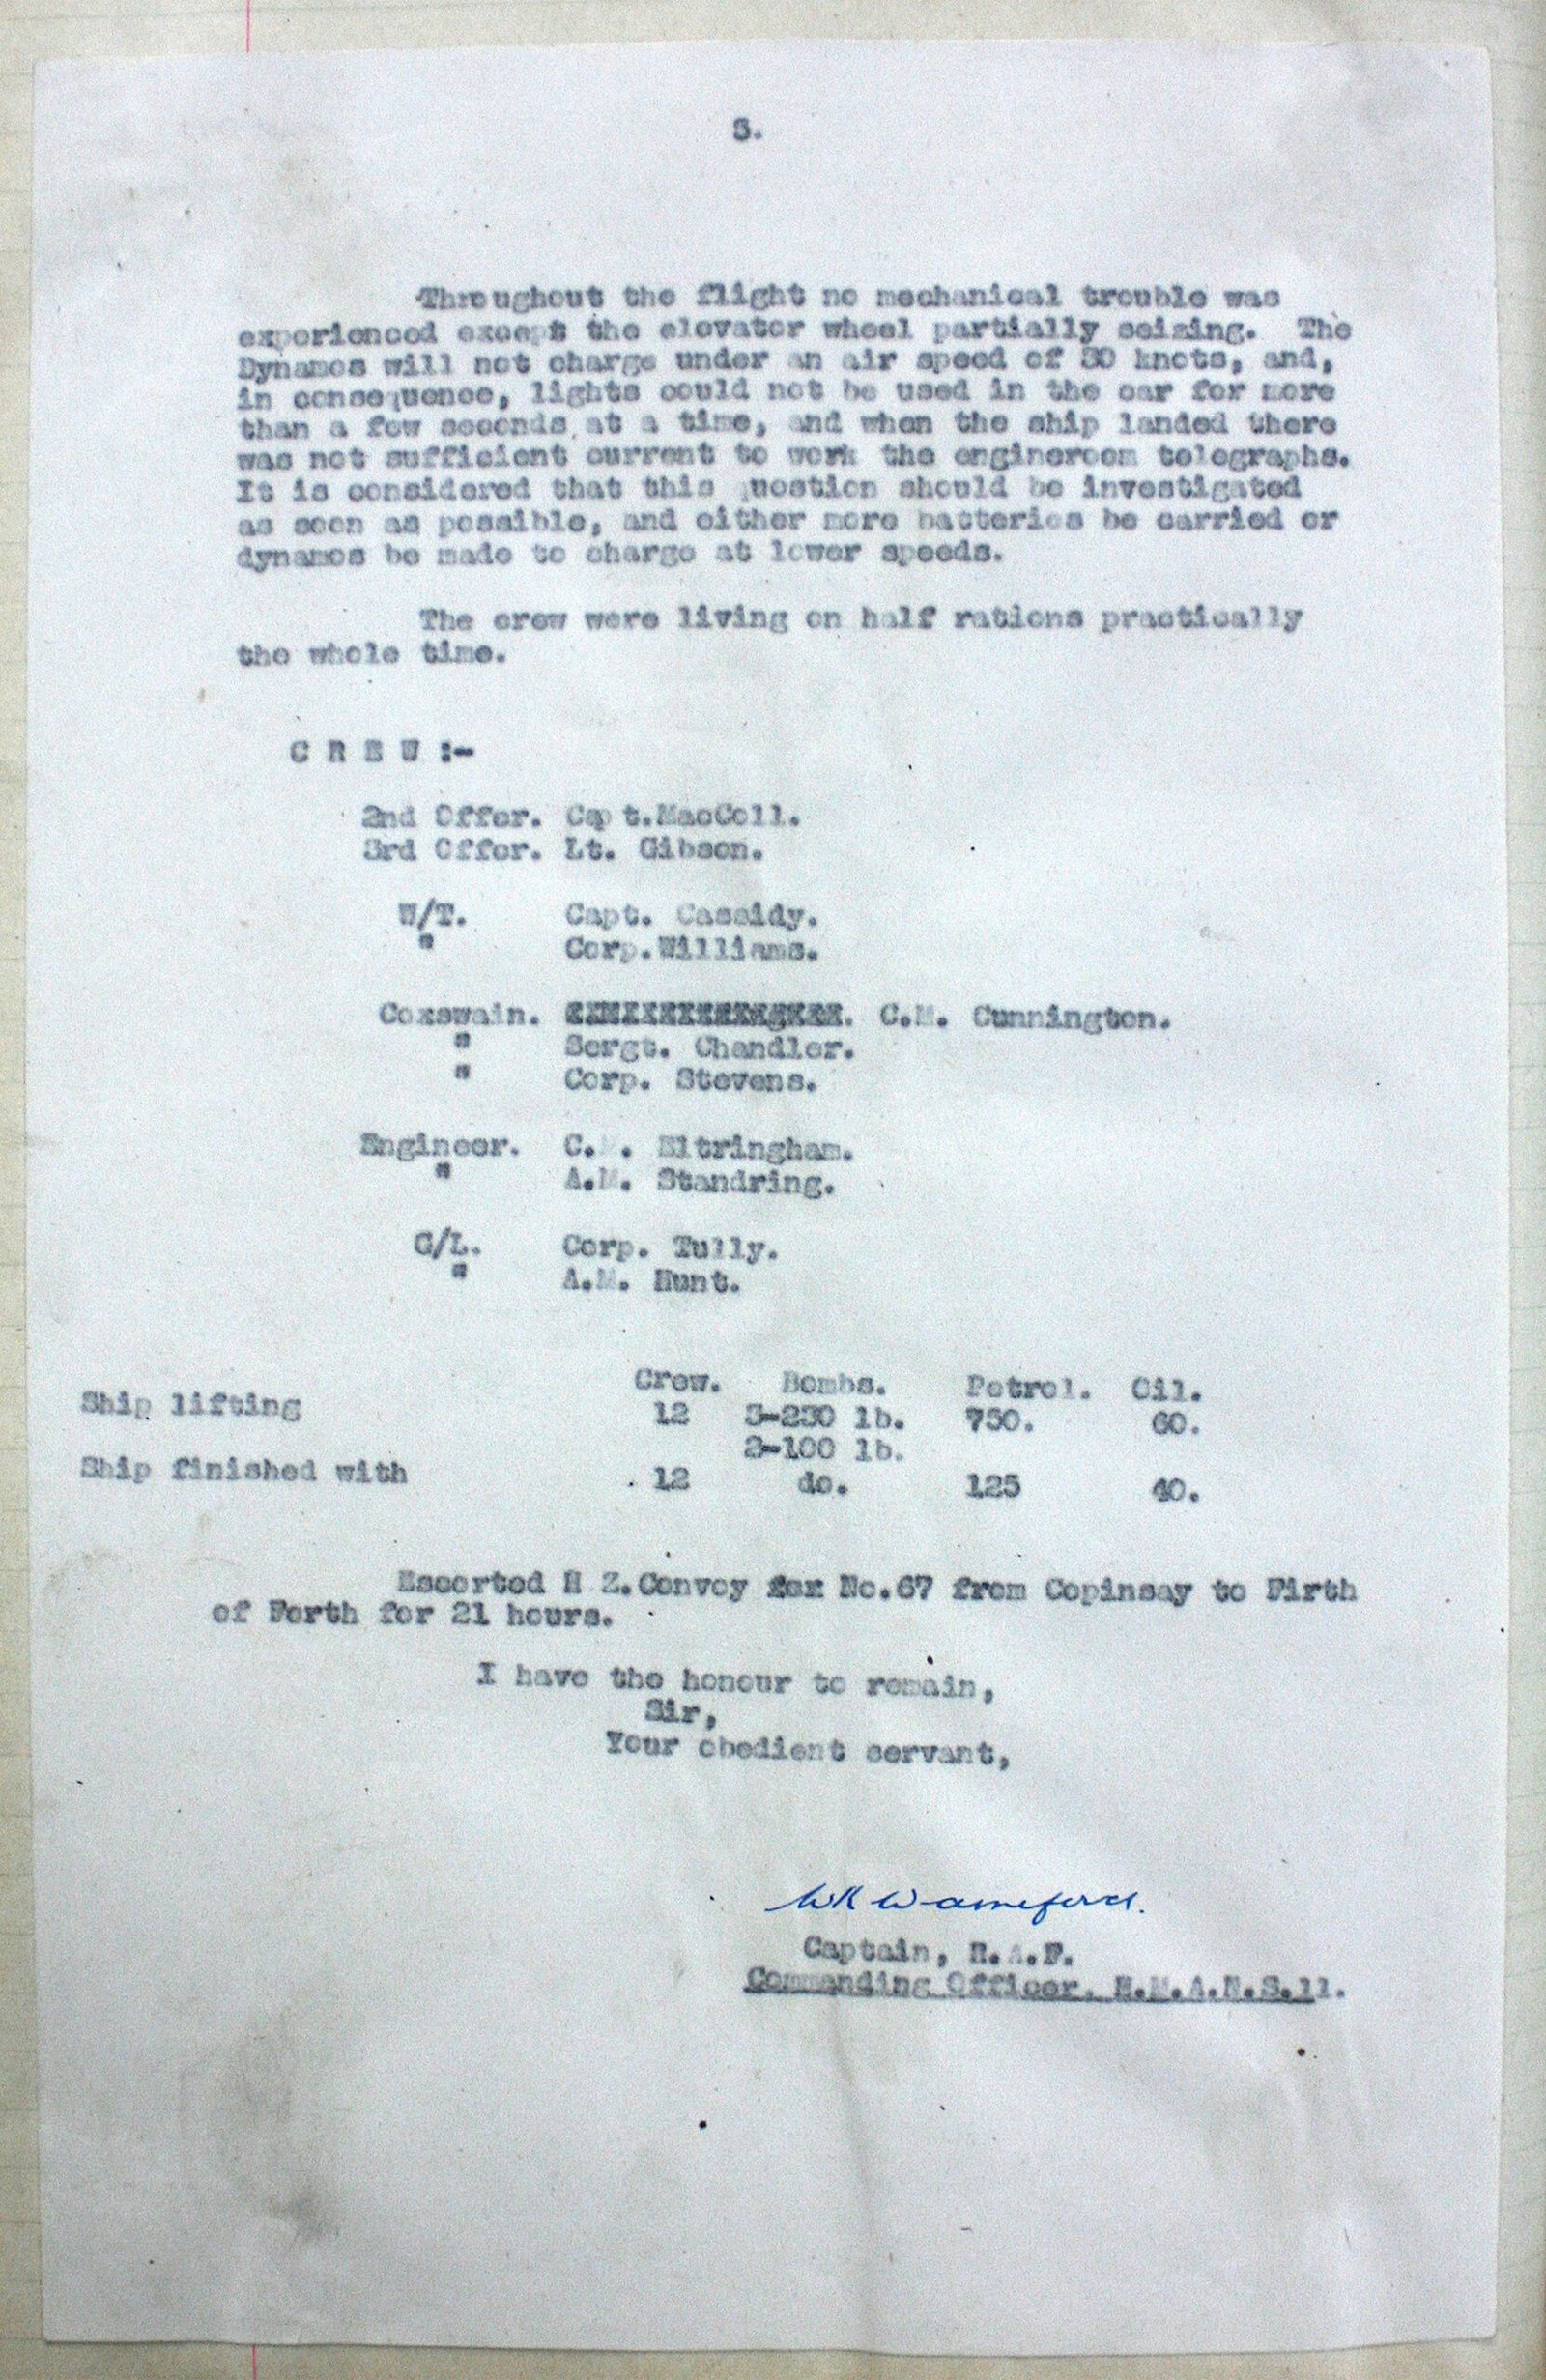 3.
Throughout the flight no mechanical trouble was
experienced except the elevator wheel partially seizing. The
Dynamos will not charge under an air speed of 30 knots, and,
in consequence, lights could not be used in the car for more
than a few seconds at a time, and when the ship landed there
was not sufficient current to work the engineroom telegraphs.
It is considered that this question should be investigated
as soon as possible, and either more batteries be carried or
dynamos be made to charge at lower speeds.
The crew were living on half rations practically
the whole time.
C R E W :-
2nd Offer. Capt.MacColl.
3rd Offer. Lt. Gibson.
W/T. Capt. Cassidy.
" Corp.Williams.
Coxswain. C.M. Cunnington.
" Sergt. Chandler.
" Corp. Stevens.
Engineer. C. . Eltringham.
" A.M. Standring.
G/L. Corp. Tully.
" A.M. Hunt.
Crew. Bombs. Petrol. Oil.
Ship lifting 12 3-230 lb. 750. 60.
2-100 lb.
Ship finished with 12 do. 125 40.
Escorted H Z.Convoy No.67 from Copinsay to Firth
of Forth for 21 hours.
I have the honour to remain,
Sir,
Your obedient servant,
WK Warneford.
Captain, R.A.F.
Commanding Officer, H.M.A.N.S.11.